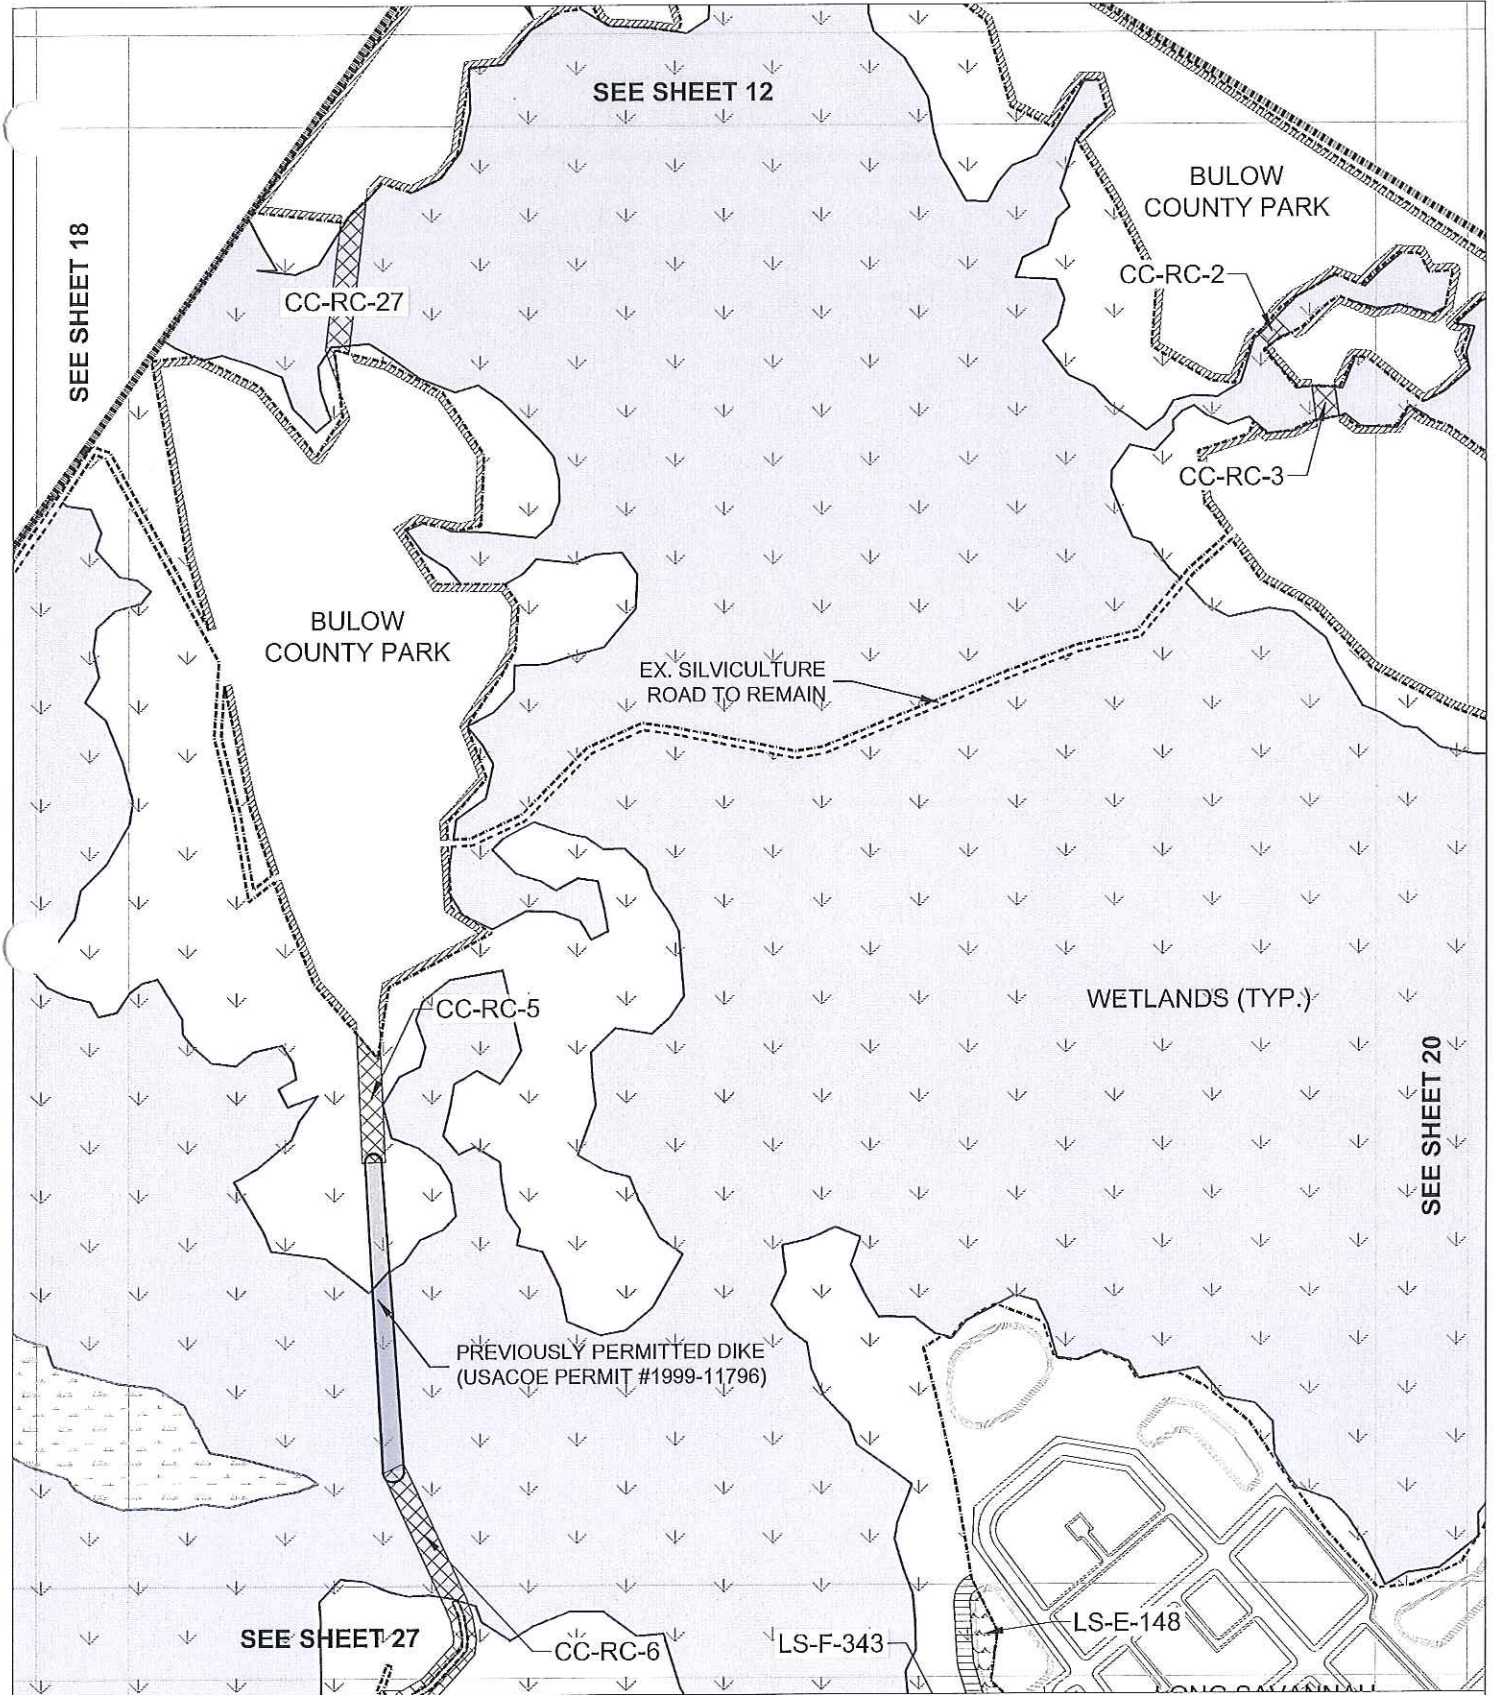 SEE SHEET 12
BULOW
COUNTY PARK
SEE SHEET 18
CC-RC-2
CC-RC-27
CC-RC-3
BULOW
COUNTY PARK
EX. SILVICULTURE
ROAD TO REMAIN
CC-RC-5
WETLANDS (TYP.)
SEE SHEET 20
PREVIOUSLY PERMITTED DIKE
(USACOE PERMIT #1999-11796)
LS-E-148
SEE SHEET 27
CC-RC-6
LS-F-343
LONG SAVANNAH